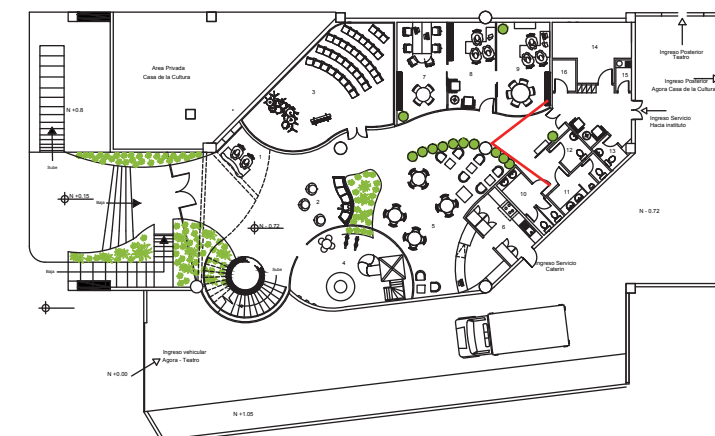 Area Privada
Casa de la Cultura
N +0.8
Sube
N +0.15
Baja
Baja
1
2
N - 0.72
Sube
3
4
5
6
7
8
9
10
11
12
13
14
15
16
Ingreso Posterior
Teatro
Ingreso Posterior
Agora Casa de la Cultura
Ingreso Servicio
Hacia instituto
N - 0.72
Ingreso Servicio
Caterin
Ingreso vehicular
Agora - Teatro
N +0.00
N +1.05